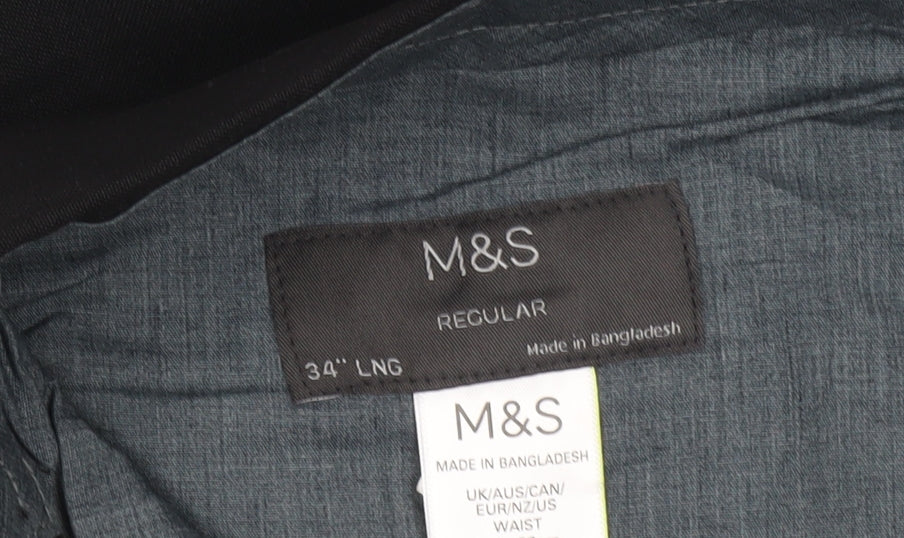 M&S
REGULAR
34" LNG
Made in Bangladesh
M&S
MADE IN BANGLADESH
UK/AUS/CAN/
EUR/NZ/US
WAIST